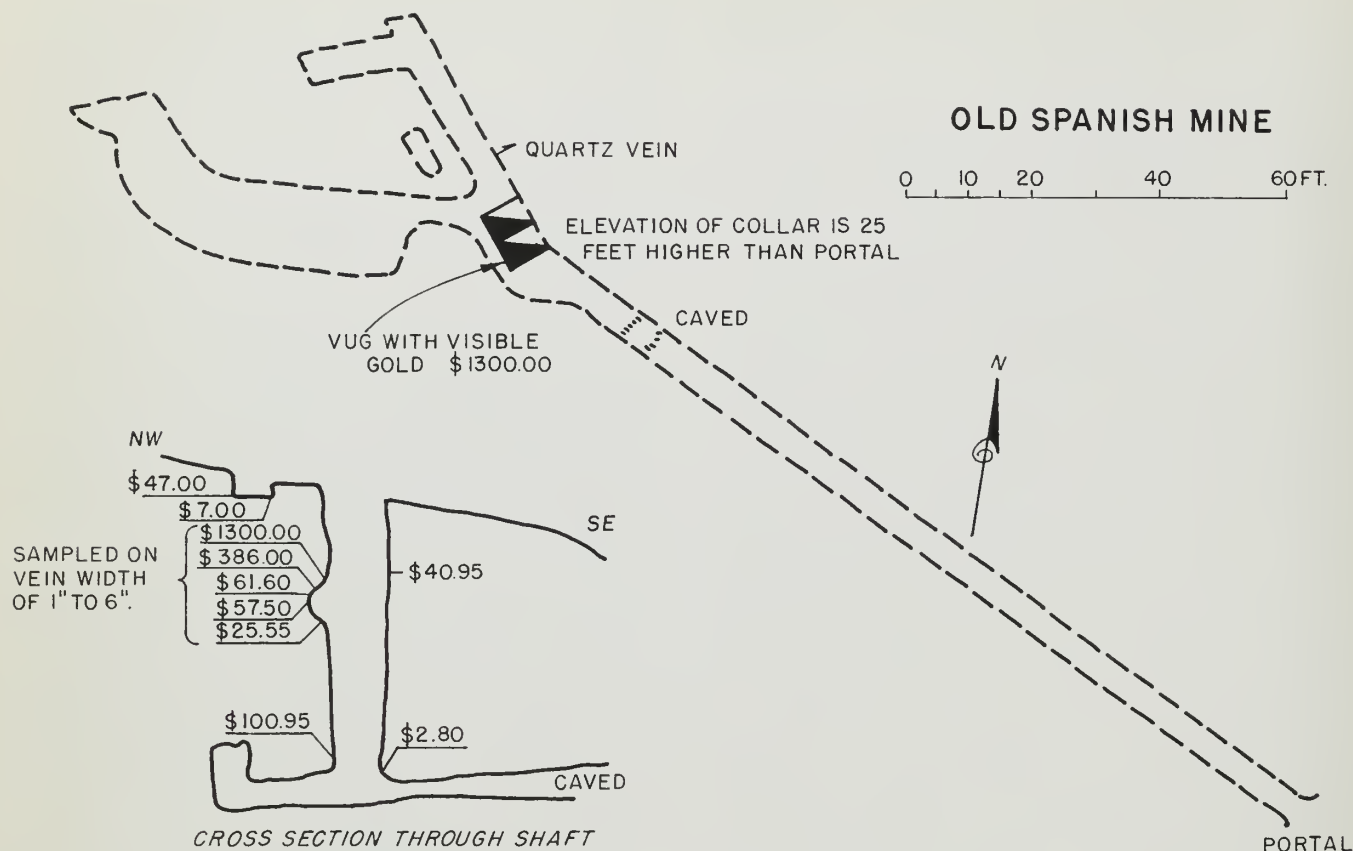 OLD SPANISH MINE
0 10 20 40 60 FT.
QUARTZ VEIN
ELEVATION OF COLLAR IS 25
FEET HIGHER THAN PORTAL
CAVED
VUG WITH VISIBLE
GOLD $1300.00
N
NW
$47.00
$7.00
$1300.00
$386.00
$61.60
$57.50
$25.55
SAMPLED ON
VEIN WIDTH
OF 1" TO 6".
SE
$40.95
$100.95
$2.80
CAVED
CROSS SECTION THROUGH SHAFT
PORTAL